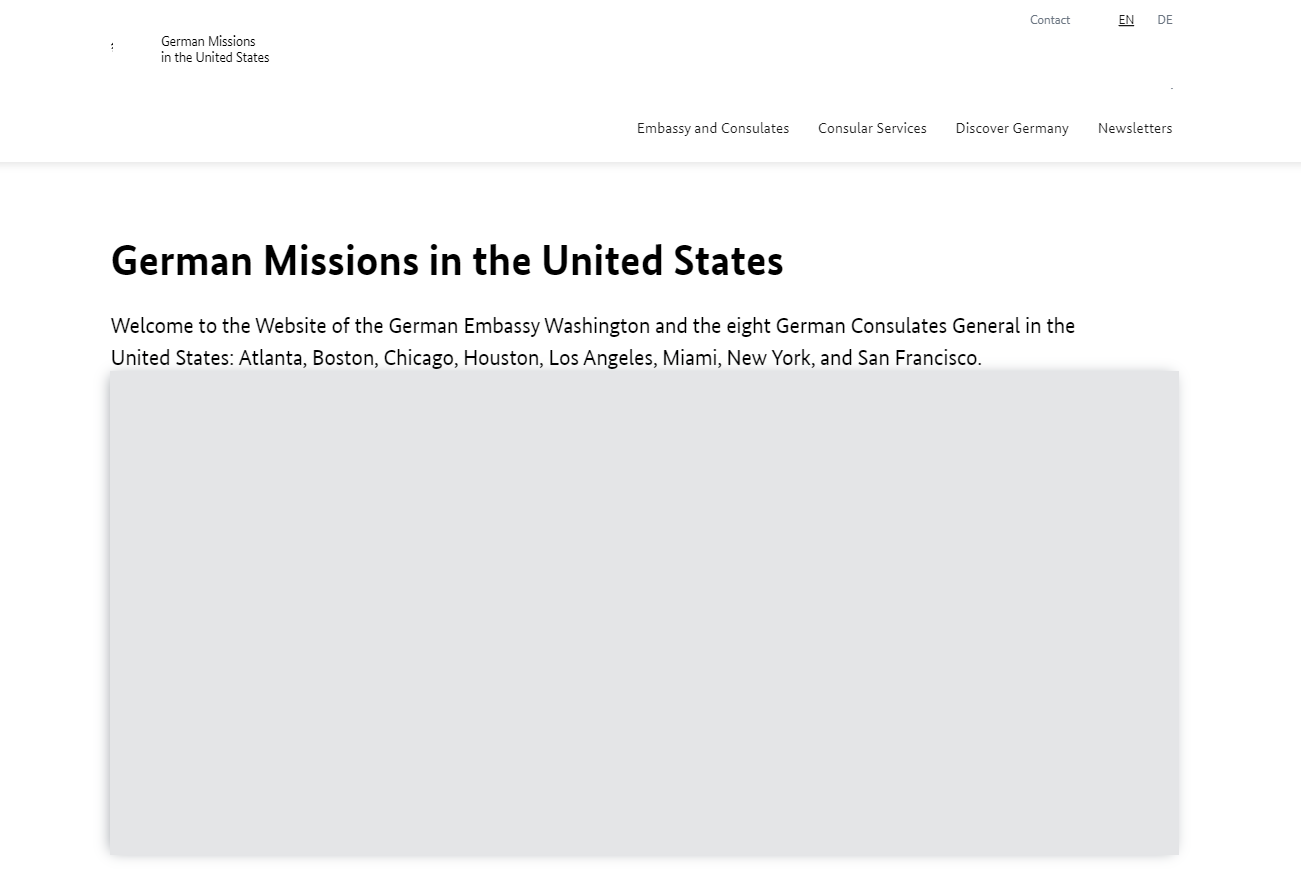 Contact
EN
DE
German Missions
in the United States
Embassy and Consulates
Consular Services
Discover Germany
Newsletters
German Missions in the United States
Welcome to the Website of the German Embassy Washington and the eight German Consulates General in the
United States: Atlanta, Boston, Chicago, Houston, Los Angeles, Miami, New York, and San Francisco.